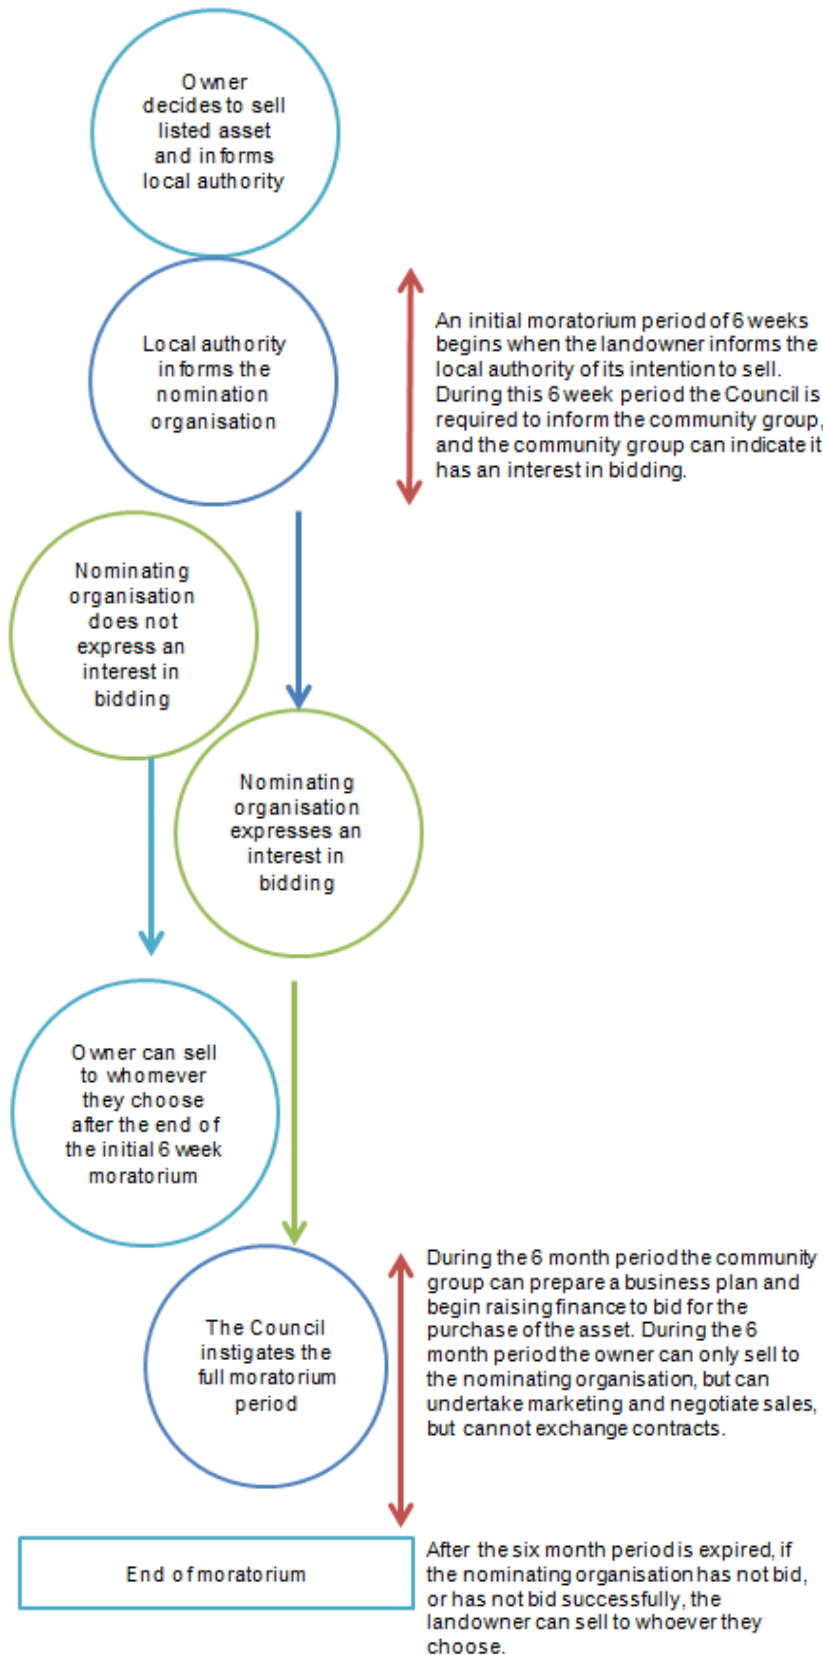 Owner
decides to sell
listed asset
and informs
local authority
Local authority
informs the
nomination
organisation
An initial moratorium period of 6 weeks
begins when the landowner informs the
local authority of its intention to sell.
During this 6 week period the Council is
required to inform the community group,
and the community group can indicate it
has an interest in bidding.
Nominating
organisation
does not
express an
interest in
bidding
Nominating
organisation
expresses an
interest in
bidding
Owner can sell
to whomever
they choose
after the end of
the initial 6 week
moratorium
The Council
instigates the
full moratorium
period
During the 6 month period the community
group can prepare a business plan and
begin raising finance to bid for the
purchase of the asset. During the 6
month period the owner can only sell to
the nominating organisation, but can
undertake marketing and negotiate sales,
but cannot exchange contracts.
End of moratorium
After the six month period is expired, if
the nominating organisation has not bid,
or has not bid successfully, the
landowner can sell to whoever they
choose.